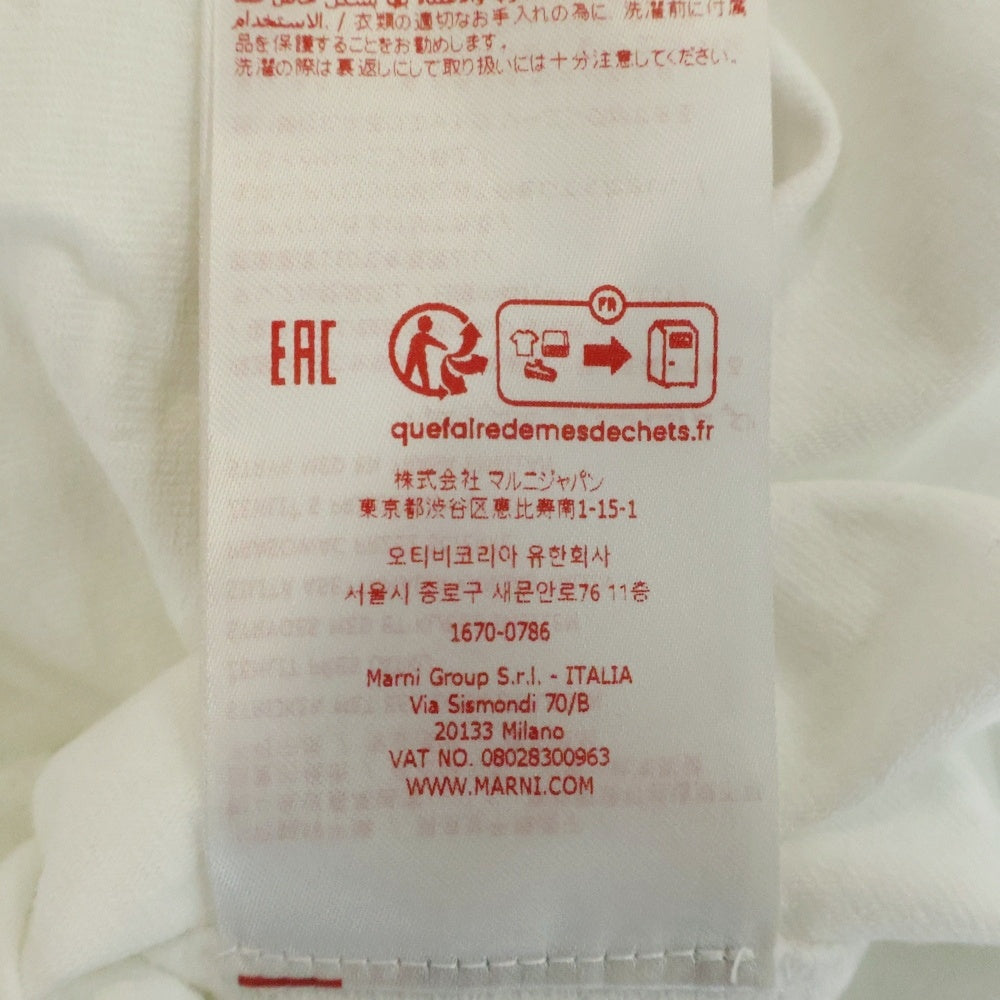 الاستخدام. / 衣類の適切なお手入れの為に、洗濯前に付属
品を保護することをお勧めします。
洗濯の際は裏返しにして取り扱いには十分注意してください。
EAC
FR
quefairedemesdechets.fr
株式会社 マルニジャパン
東京都渋谷区恵比寿南1-15-1
오티비코리아 유한회사
서울시 종로구 새문안로76 11층
1670-0786
Marni Group S.r.l. - ITALIA
Via Sismondi 70/B
20133 Milano
VAT NO. 08028300963
WWW.MARNI.COM